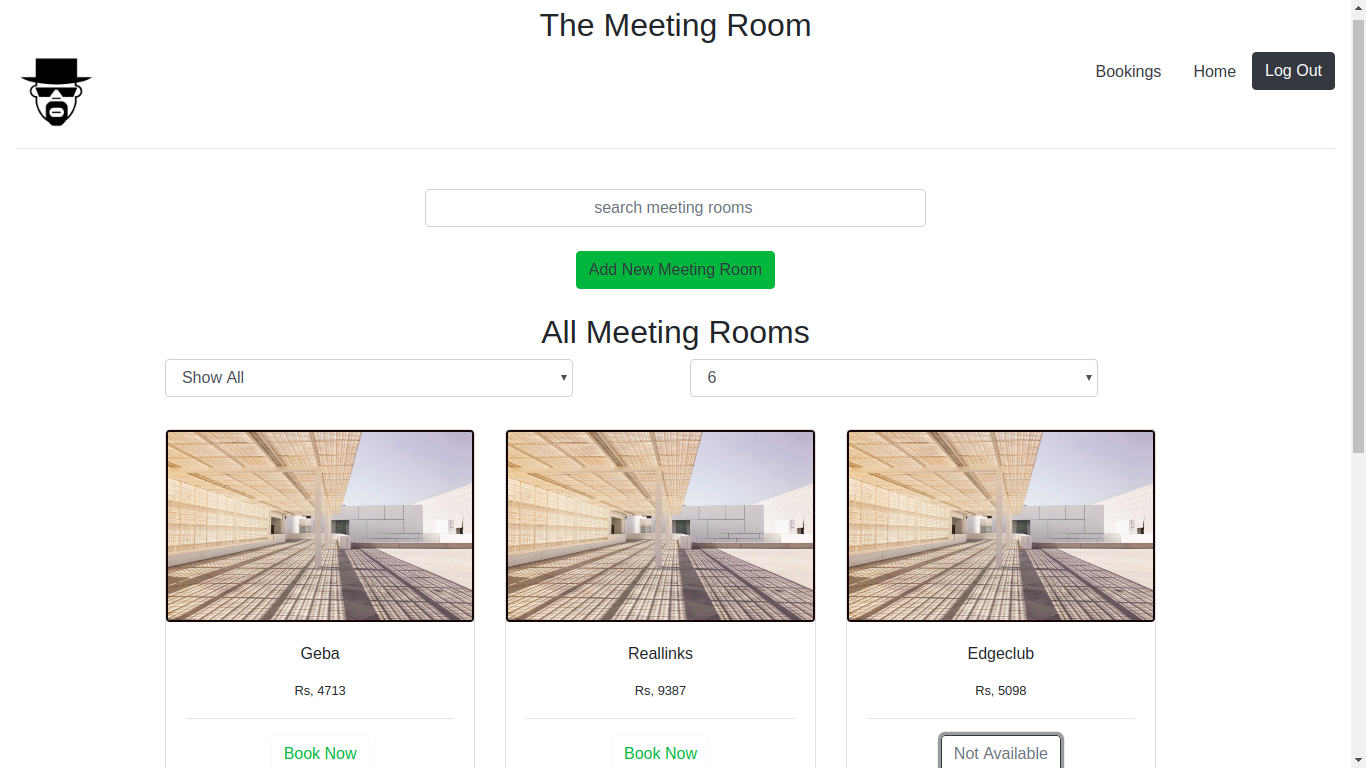 The Meeting Room
Bookings Home Log Out
search meeting rooms
Add New Meeting Room
All Meeting Rooms
Show All 6
Geba Reallinks Edgeclub
Rs, 4713 Rs, 9387 Rs, 5098
Book Now Book Now Not Available